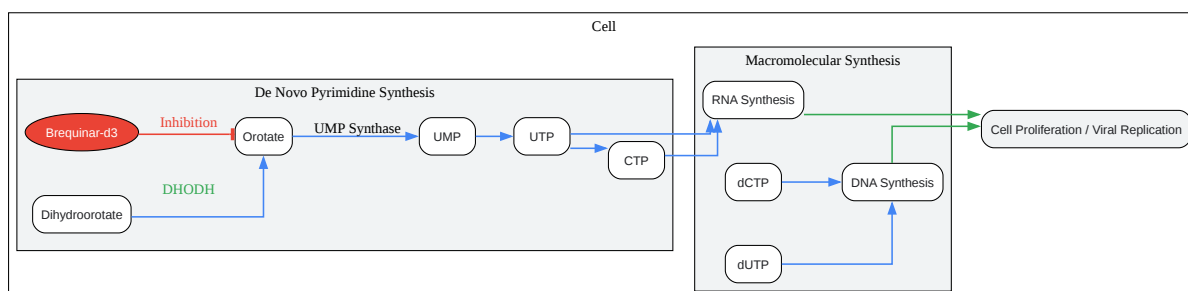 Cell
Macromolecular Synthesis
De Novo Pyrimidine Synthesis
RNA Synthesis
Brequinar-d3
Inhibition
Orotate
UMP Synthase
UMP
UTP
CTP
Cell Proliferation / Viral Replication
dCTP
DNA Synthesis
DHODH
Dihydroorotate
dUTP